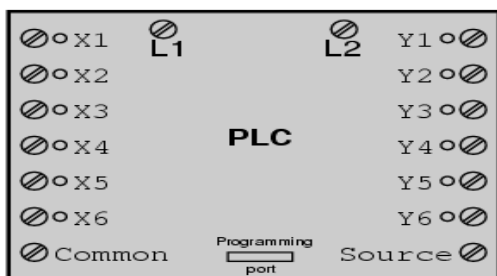 X1 L1 L2 Y1
X2 Y2
X3 Y3
X4 PLC Y4
X5 Y5
X6 Y6
Common Programming port Source